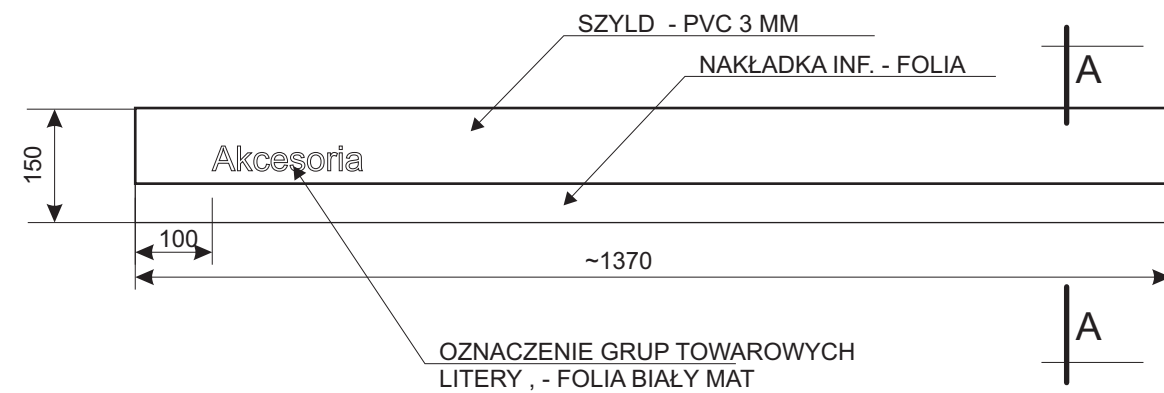 SZYLD - PVC 3 MM
NAKŁADKA INF. - FOLIA
A
150
Akcesoria
100
~1370
A
OZNACZENIE GRUP TOWAROWYCH
LITERY , - FOLIA BIAŁY MAT